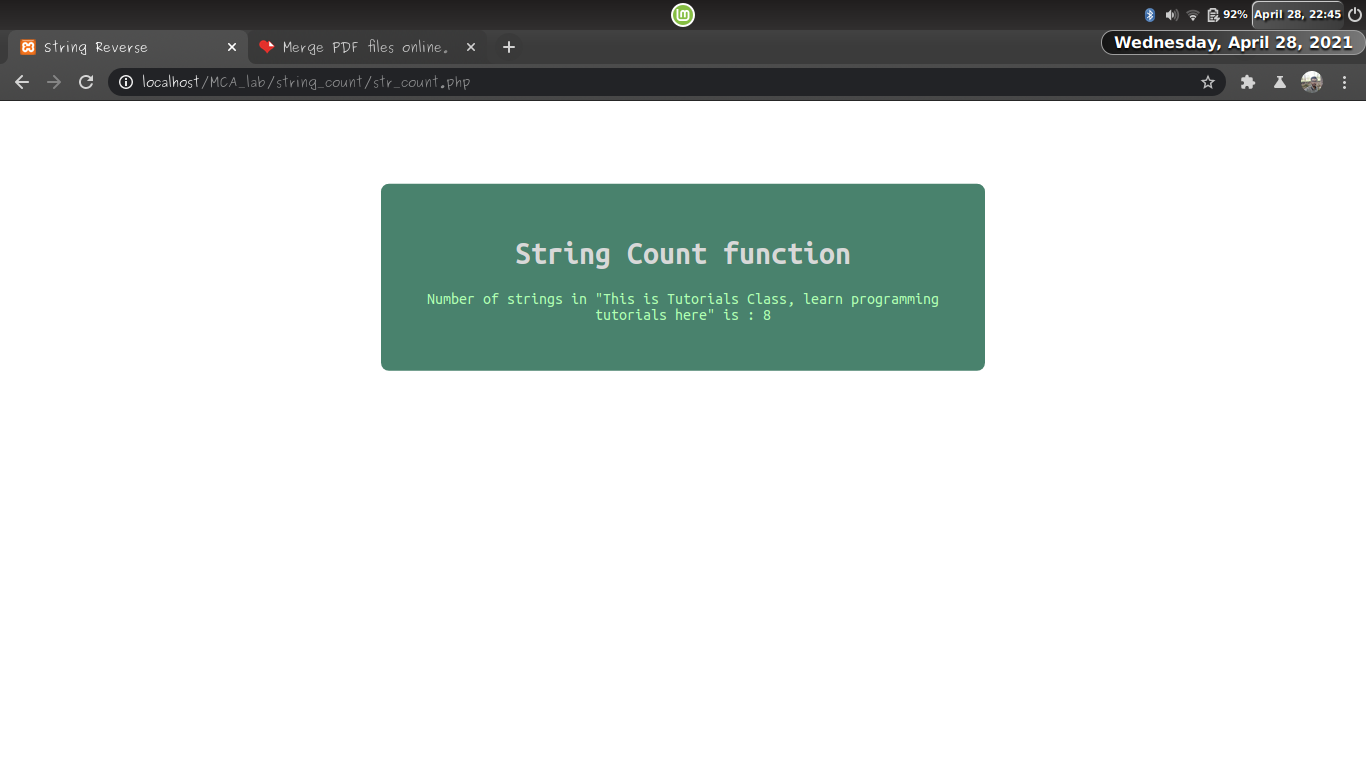 92% April 28, 22:45
String Reverse
Merge PDF files online.
Wednesday, April 28, 2021
localhost/MCA_lab/string_count/str_count.php
String Count function
Number of strings in "This is Tutorials Class, learn programming
tutorials here" is : 8